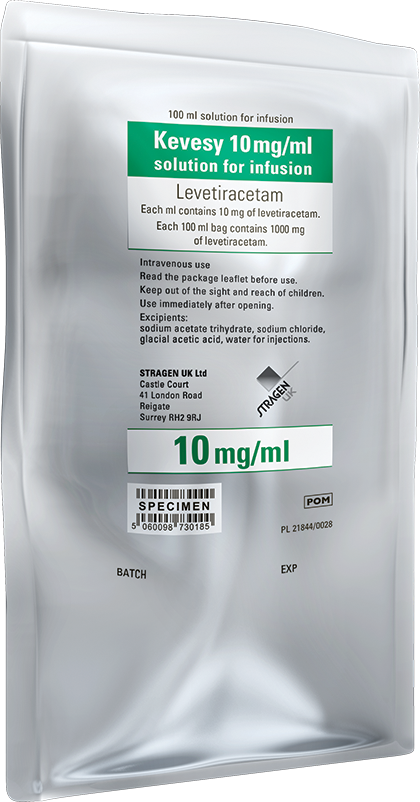 100 ml solution for infusion
Kevesy 10 mg/ml
solution for infusion
Levetiracetam
Each ml contains 10 mg of levetiracetam.
Each 100 ml bag contains 1000 mg
of levetiracetam.
Intravenous use
Read the package leaflet before use.
Keep out of the sight and reach of children.
Use immediately after opening.
Excipients:
sodium acetate trihydrate, sodium chloride,
glacial acetic acid, water for injections.
STRAGEN UK Ltd
Castle Court
41 London Road
Reigate
Surrey RH2 9RJ
STRAGEN
UK
10 mg/ml
SPECIMEN
5 060098 730185
POM
PL 21844/0028
BATCH
EXP